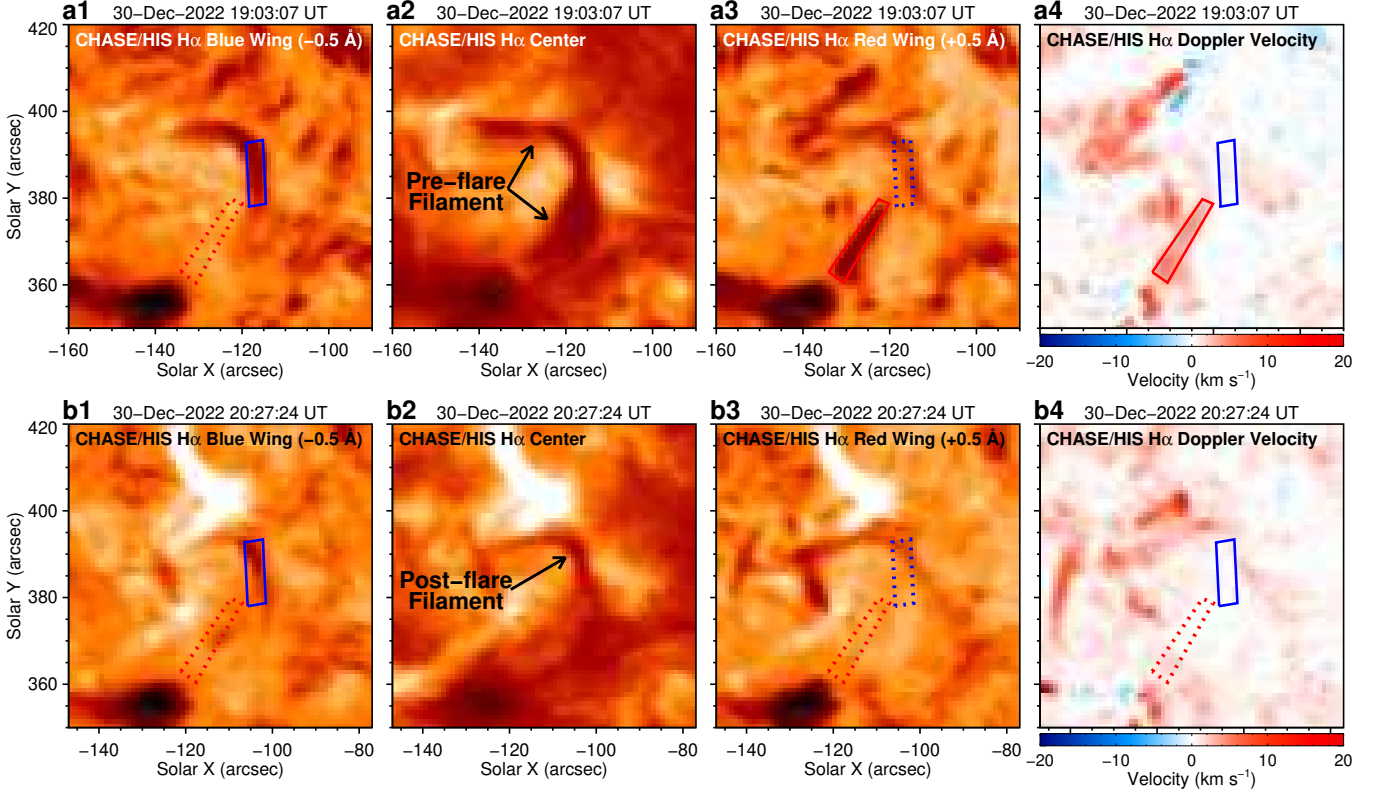 a1 30-Dec-2022 19:03:07 UT
a2 30-Dec-2022 19:03:07 UT
a3 30-Dec-2022 19:03:07 UT
a4 30-Dec-2022 19:03:07 UT
CHASE/HIS Hα Blue Wing (−0.5 Å)
CHASE/HIS Hα Center
CHASE/HIS Hα Red Wing (+0.5 Å)
CHASE/HIS Hα Doppler Velocity
Pre−flare
Filament
420
400
380
360
Solar Y (arcsec)
−160 −140 −120 −100
−160 −140 −120 −100
−160 −140 −120 −100
−20 −10 0 10 20
Solar X (arcsec)
Solar X (arcsec)
Solar X (arcsec)
Velocity (km s⁻¹)
b1 30-Dec-2022 20:27:24 UT
b2 30-Dec-2022 20:27:24 UT
b3 30-Dec-2022 20:27:24 UT
b4 30-Dec-2022 20:27:24 UT
CHASE/HIS Hα Blue Wing (−0.5 Å)
CHASE/HIS Hα Center
CHASE/HIS Hα Red Wing (+0.5 Å)
CHASE/HIS Hα Doppler Velocity
Post−flare
Filament
420
400
380
360
Solar Y (arcsec)
−140 −120 −100 −80
−140 −120 −100 −80
−140 −120 −100 −80
−20 −10 0 10 20
Solar X (arcsec)
Solar X (arcsec)
Solar X (arcsec)
Velocity (km s⁻¹)